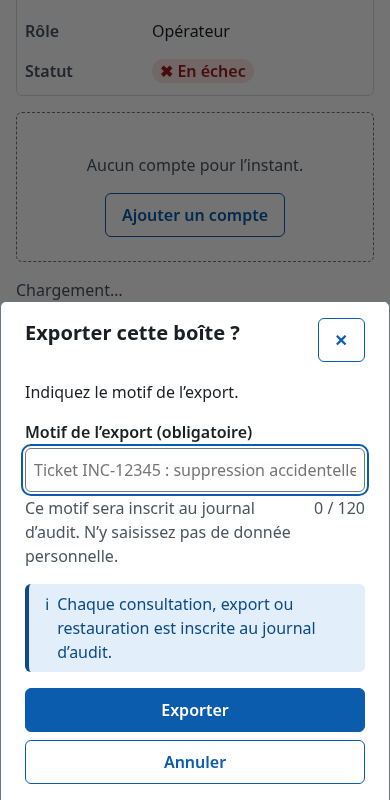 Rôle Opérateur
Statut ✖ En échec
Aucun compte pour l’instant.
Ajouter un compte
Chargement…
Exporter cette boîte ?
×
Indiquez le motif de l’export.
Motif de l’export (obligatoire)
Ticket INC-12345 : suppression accidentelle
Ce motif sera inscrit au journal 0 / 120
d’audit. N’y saisissez pas de donnée
personnelle.
i Chaque consultation, export ou
restauration est inscrite au journal
d’audit.
Exporter
Annuler